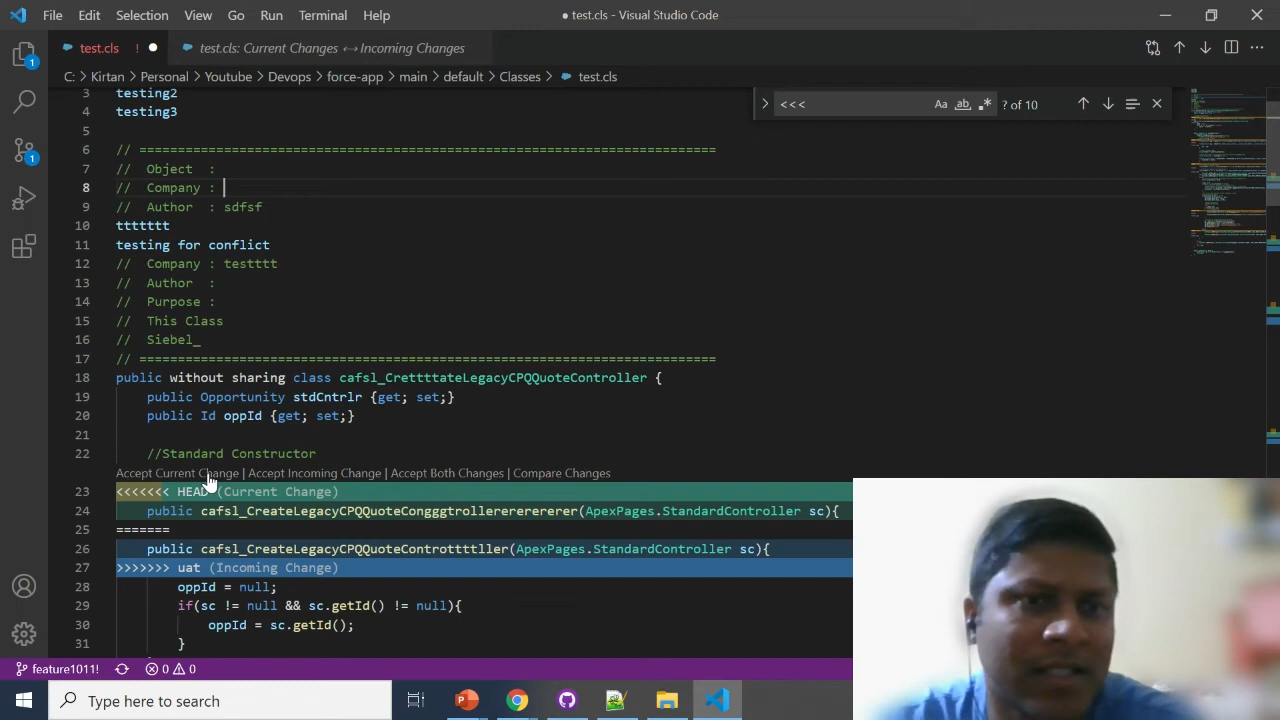 File Edit Selection View Go Run Terminal Help
● test.cls - Visual Studio Code
test.cls ! ●
test.cls: Current Changes ↔ Incoming Changes
C: > Kirtan > Personal > Youtube > Devops > force-app > main > default > Classes > test.cls
<<<
Aa ab .* ? of 10
3 testing2
4 testing3
5
6 // ===========================================================================
7 // Object :
8 // Company :
9 // Author : sdfsf
10 ttttttt
11 testing for conflict
12 // Company : testttt
13 // Author :
14 // Purpose :
15 // This Class
16 // Siebel_
17 // ===========================================================================
18 public without sharing class cafsl_CrettttateLegacyCPQQuoteController {
19 public Opportunity stdCntrlr {get; set;}
20 public Id oppId {get; set;}
21
22 //Standard Constructor
Accept Current Change | Accept Incoming Change | Accept Both Changes | Compare Changes
23 <<<<<<< HEAD (Current Change)
24 public cafsl_CreateLegacyCPQQuoteCongggtrollerererererer(ApexPages.StandardController sc){
25 =======
26 public cafsl_CreateLegacyCPQQuoteControttttller(ApexPages.StandardController sc){
27 >>>>>>> uat (Incoming Change)
28 oppId = null;
29 if(sc != null && sc.getId() != null){
30 oppId = sc.getId();
31 }
1
1
feature1011! 0 0
Type here to search